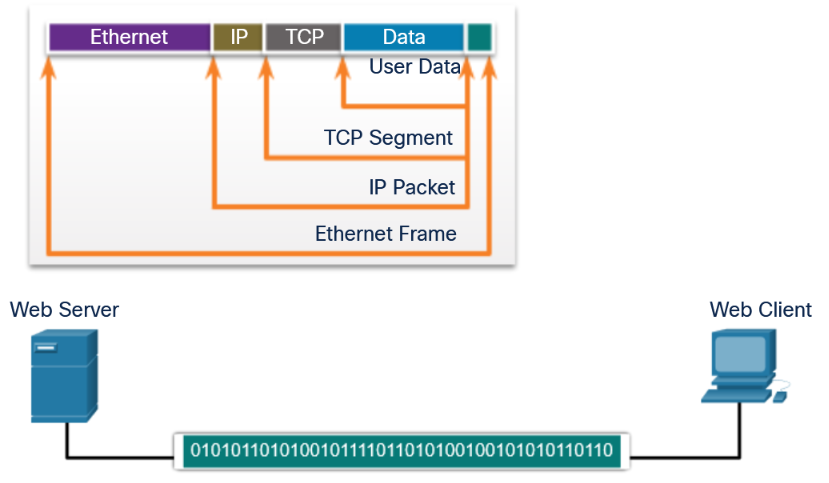 Ethernet IP TCP Data
User Data
TCP Segment
IP Packet
Ethernet Frame
Web Server Web Client
0101011010100101111011010100100101010110110